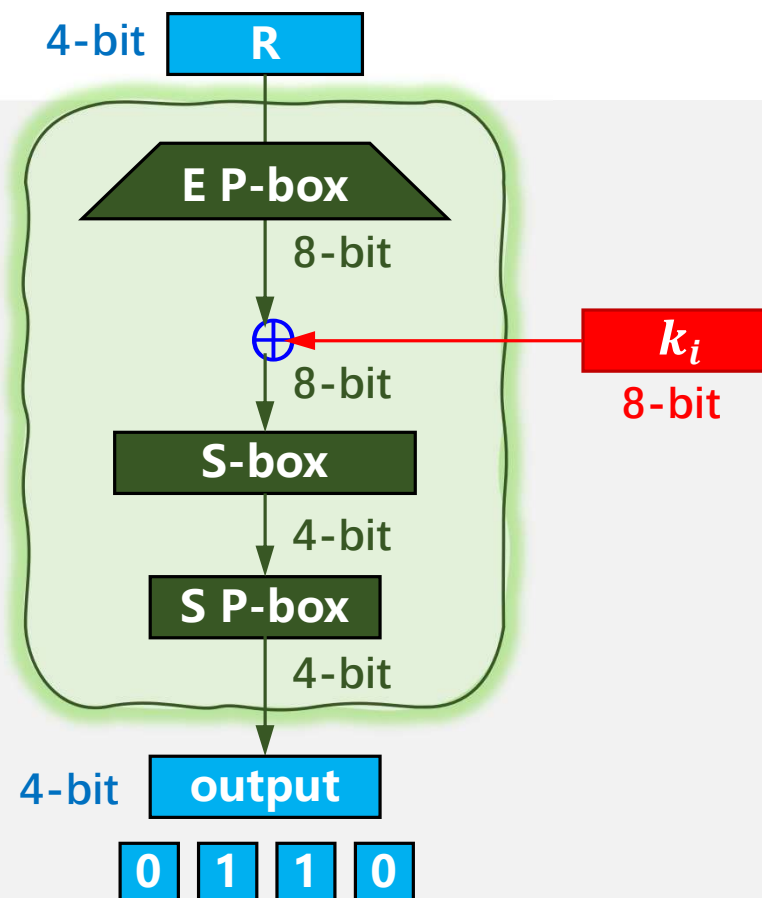 4-bit R
E P-box
8-bit
k_i
8-bit
8-bit
S-box
4-bit
S P-box
4-bit
4-bit output
0 1 1 0